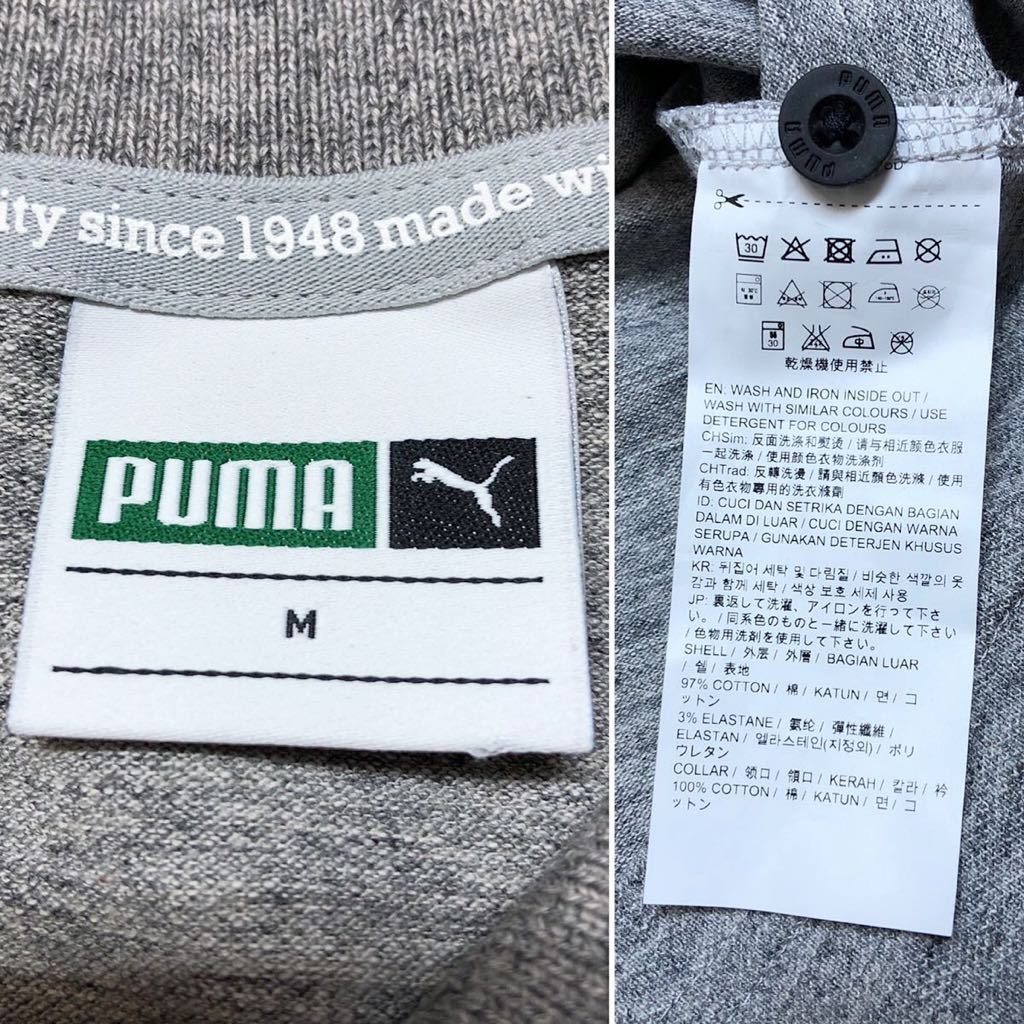 ity since 1948 made wi
PUMA
M
PUMA PUMA
30
30
乾燥機使用禁止
EN: WASH AND IRON INSIDE OUT /
WASH WITH SIMILAR COLOURS / USE
DETERGENT FOR COLOURS
CHSim: 反面洗涤和熨烫 / 请与相近颜色衣服
一起洗涤 / 使用颜色衣物洗涤剂
CHTrad: 反轉洗燙 / 請與相近顏色洗滌 / 使用
有色衣物專用的洗衣滌劑
ID: CUCI DAN SETRIKA DENGAN BAGIAN
DALAM DI LUAR / CUCI DENGAN WARNA
SERUPA / GUNAKAN DETERJEN KHUSUS
WARNA
KR: 뒤집어 세탁 및 다림질 / 비슷한 색깔의 옷
감과 함께 세탁 / 색상 보호 세제 사용
JP: 裏返して洗濯、アイロンを行って下さ
い。 / 同系色のものと一緒に洗濯して下さい
/ 色物用洗剤を使用して下さい。
SHELL / 外层 / 外層 / BAGIAN LUAR
/ 쉘 / 表地
97% COTTON / 棉 / KATUN / 면 / コ
ットン
3% ELASTANE / 氨纶 / 彈性纖維 /
ELASTAN / 엘라스테인(지정외) / ポリ
ウレタン
COLLAR / 领口 / 領口 / KERAH / 칼라 / 衿
100% COTTON / 棉 / KATUN / 면 / コ
ットン